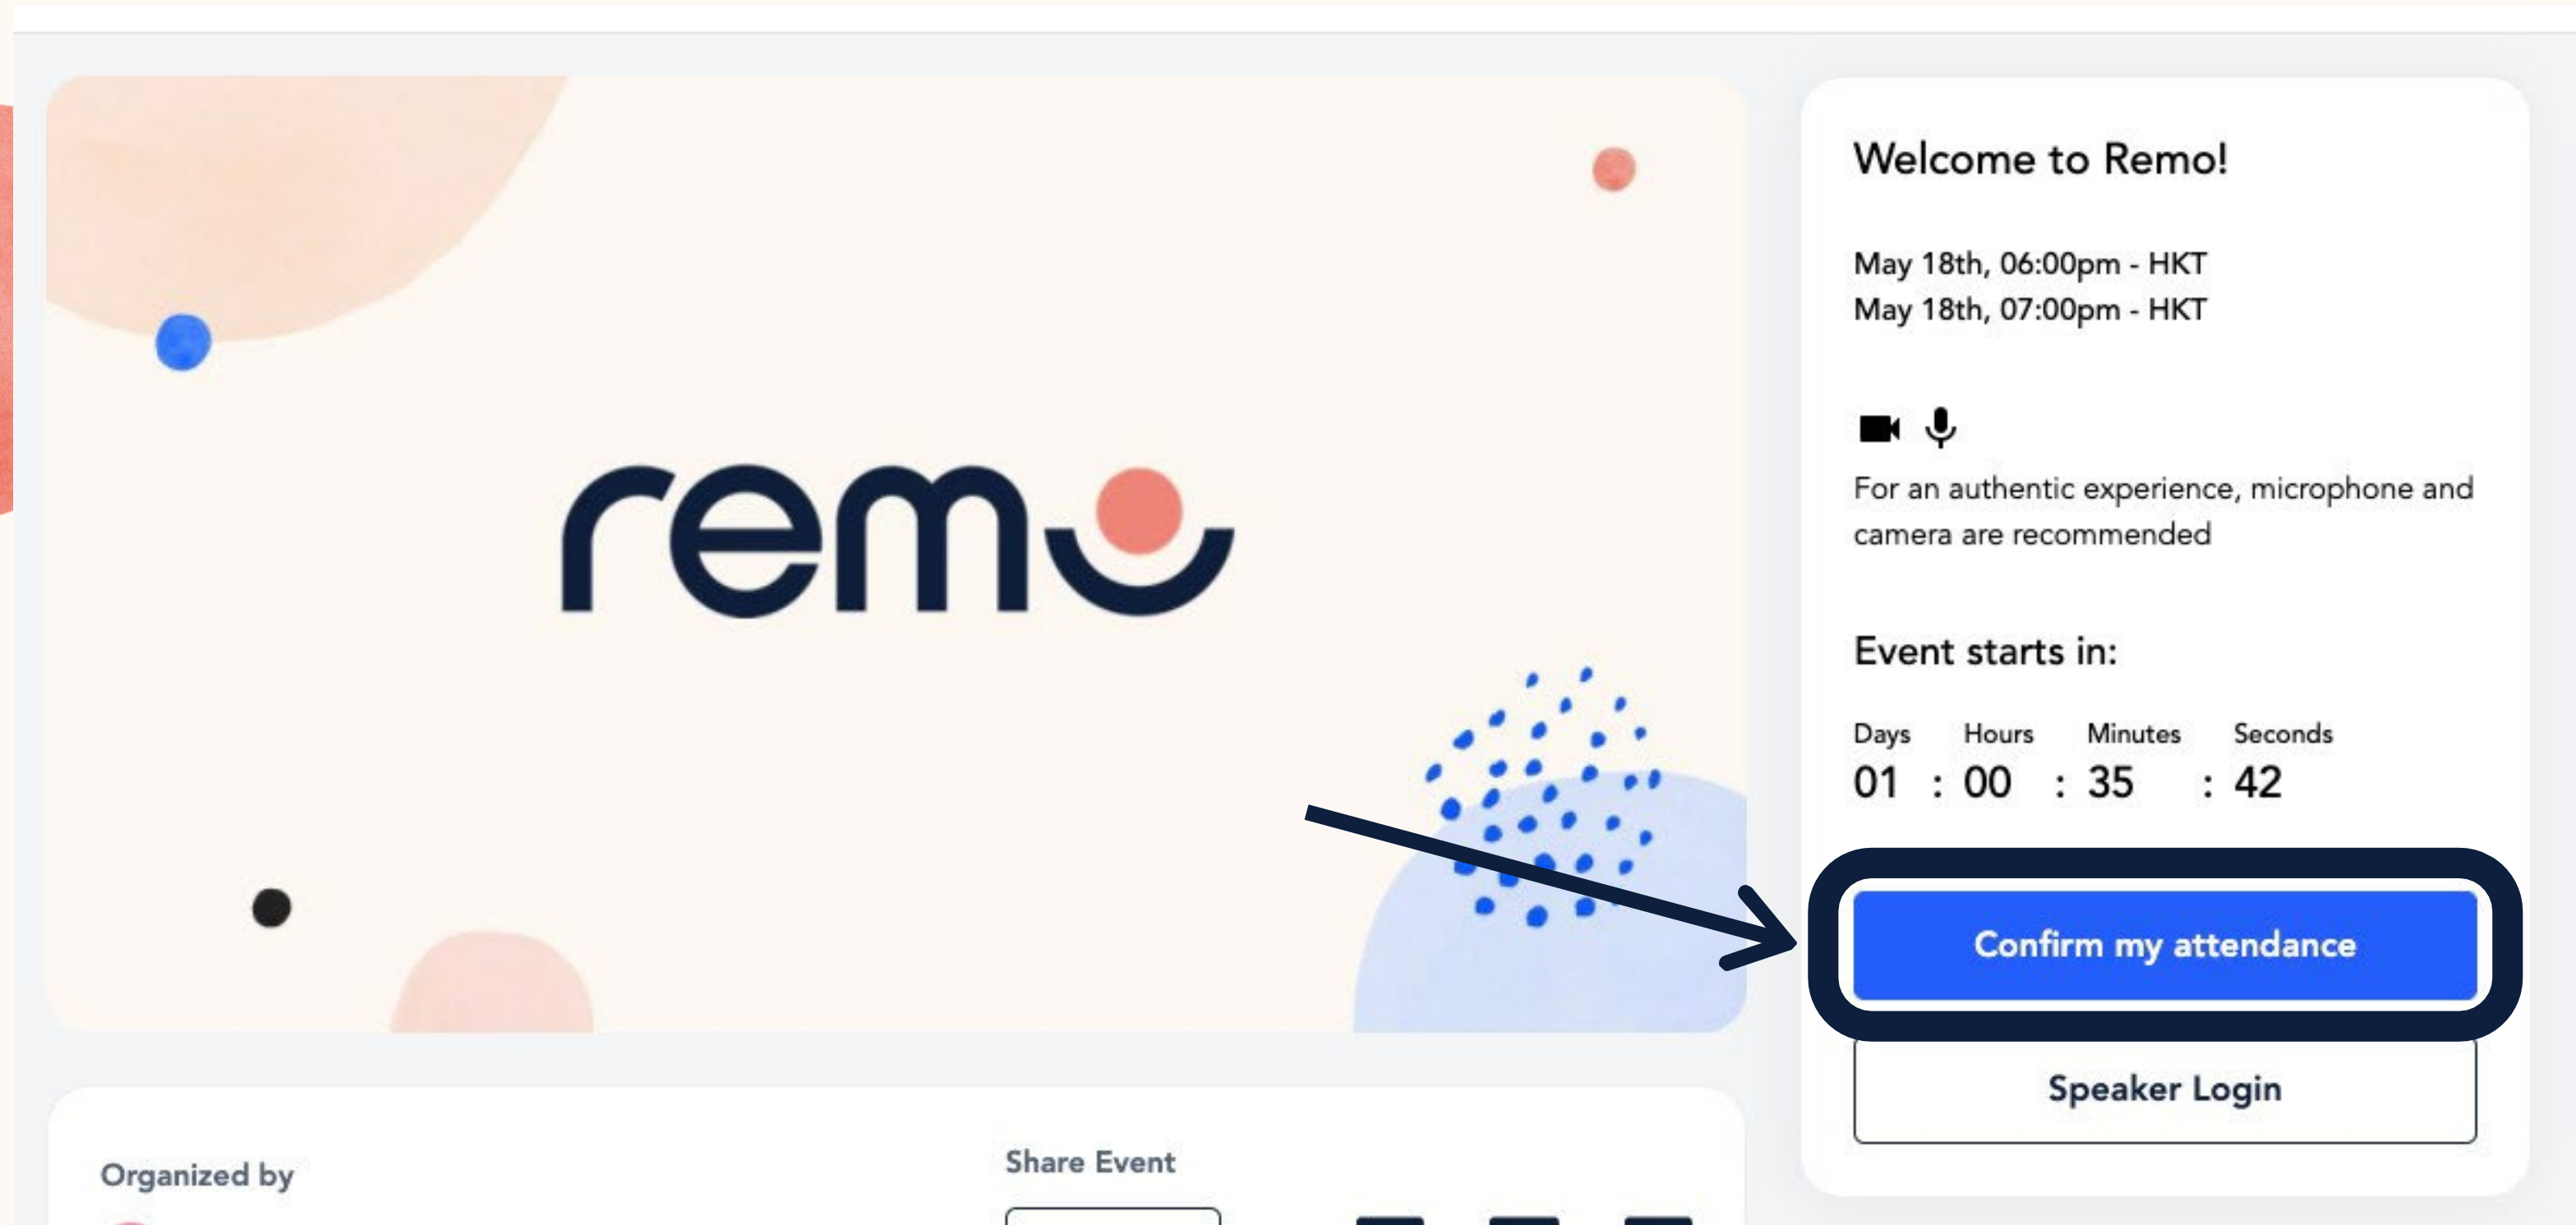 remo
Welcome to Remo!
May 18th, 06:00pm - HKT
May 18th, 07:00pm - HKT
For an authentic experience, microphone and
camera are recommended
Event starts in:
Days Hours Minutes Seconds
01 : 00 : 35 : 42
Confirm my attendance
Speaker Login
Organized by
Share Event